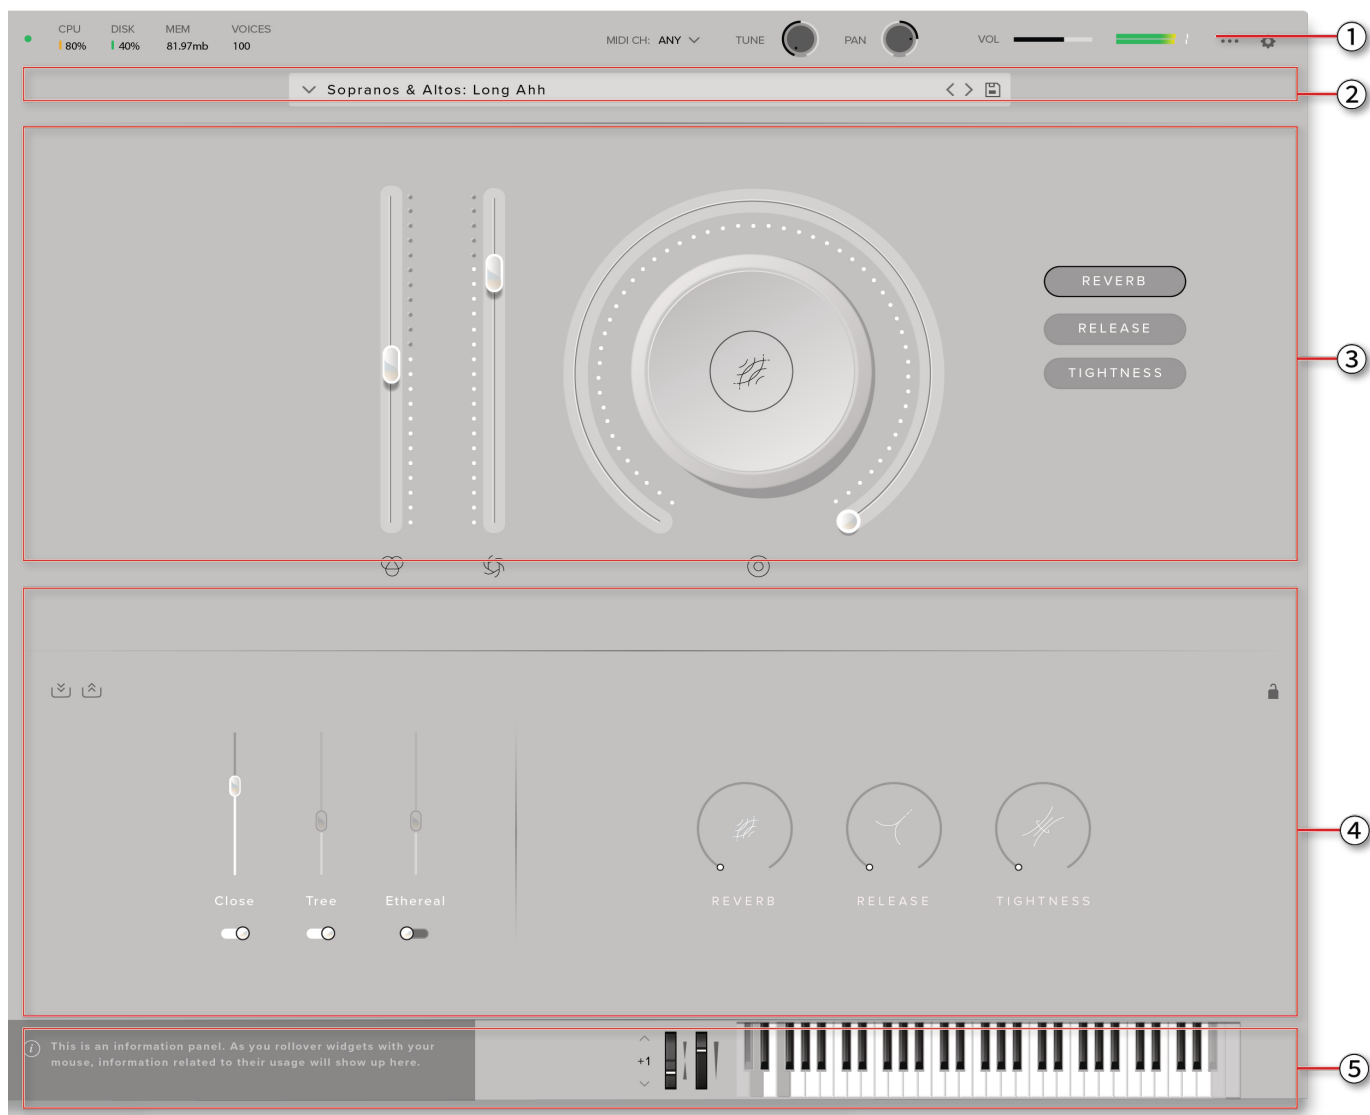 CPU DISK MEM VOICES
80% 40% 81.97mb 100
MIDI CH: ANY TUNE PAN VOL
1
Sopranos & Altos: Long Ahh
2
REVERB
RELEASE
TIGHTNESS
3
Close Tree Ethereal
REVERB RELEASE TIGHTNESS
4
This is an information panel. As you rollover widgets with your
mouse, information related to their usage will show up here.
+1
5